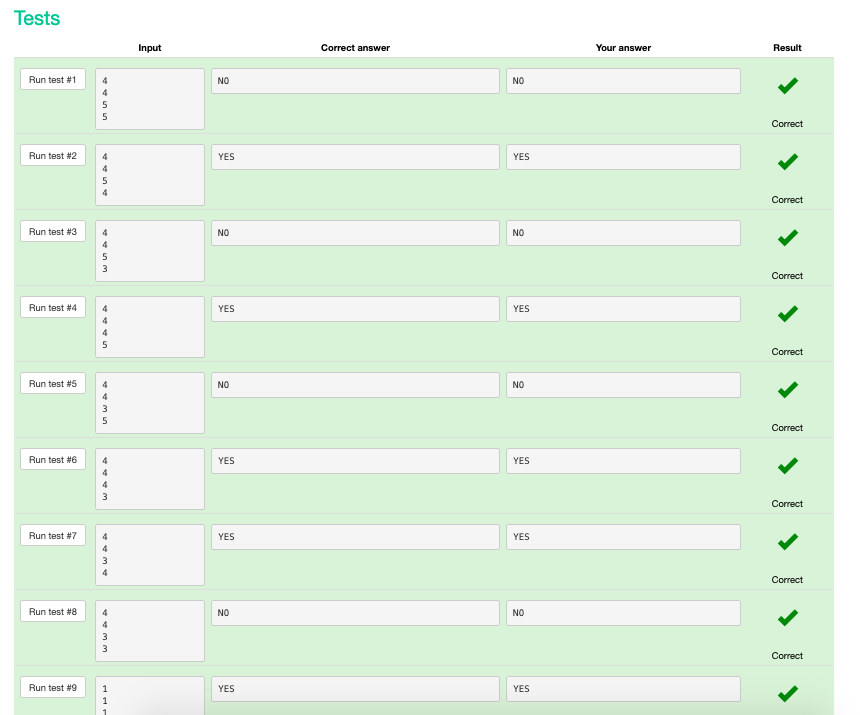 Tests
Input Correct answer Your answer Result
Run test #1
4
4
5
5
NO
NO
Correct
Run test #2
4
4
5
4
YES
YES
Correct
Run test #3
4
4
5
3
NO
NO
Correct
Run test #4
4
4
4
5
YES
YES
Correct
Run test #5
4
4
3
5
NO
NO
Correct
Run test #6
4
4
4
3
YES
YES
Correct
Run test #7
4
4
3
4
YES
YES
Correct
Run test #8
4
4
3
3
NO
NO
Correct
Run test #9
1
1
1
YES
YES